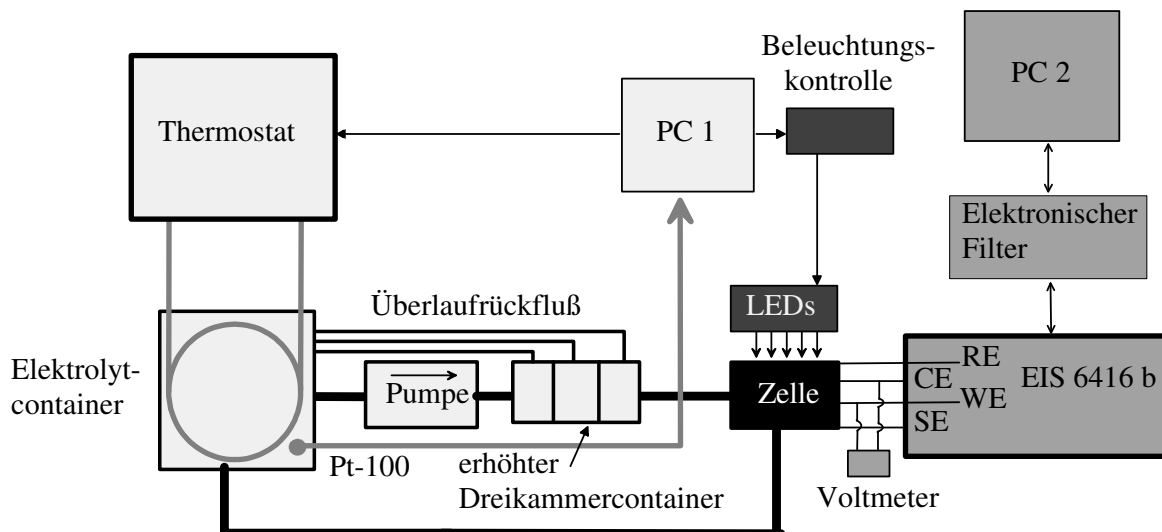 Beleuchtungs-
kontrolle
Thermostat
PC 1
PC 2
Elektronischer
Filter
Überlaufrückfluß
LEDs
Elektrolyt-
container
Pumpe
Zelle
RE
CE
WE
SE
EIS 6416 b
Pt-100
erhöhter
Dreikammercontainer
Voltmeter